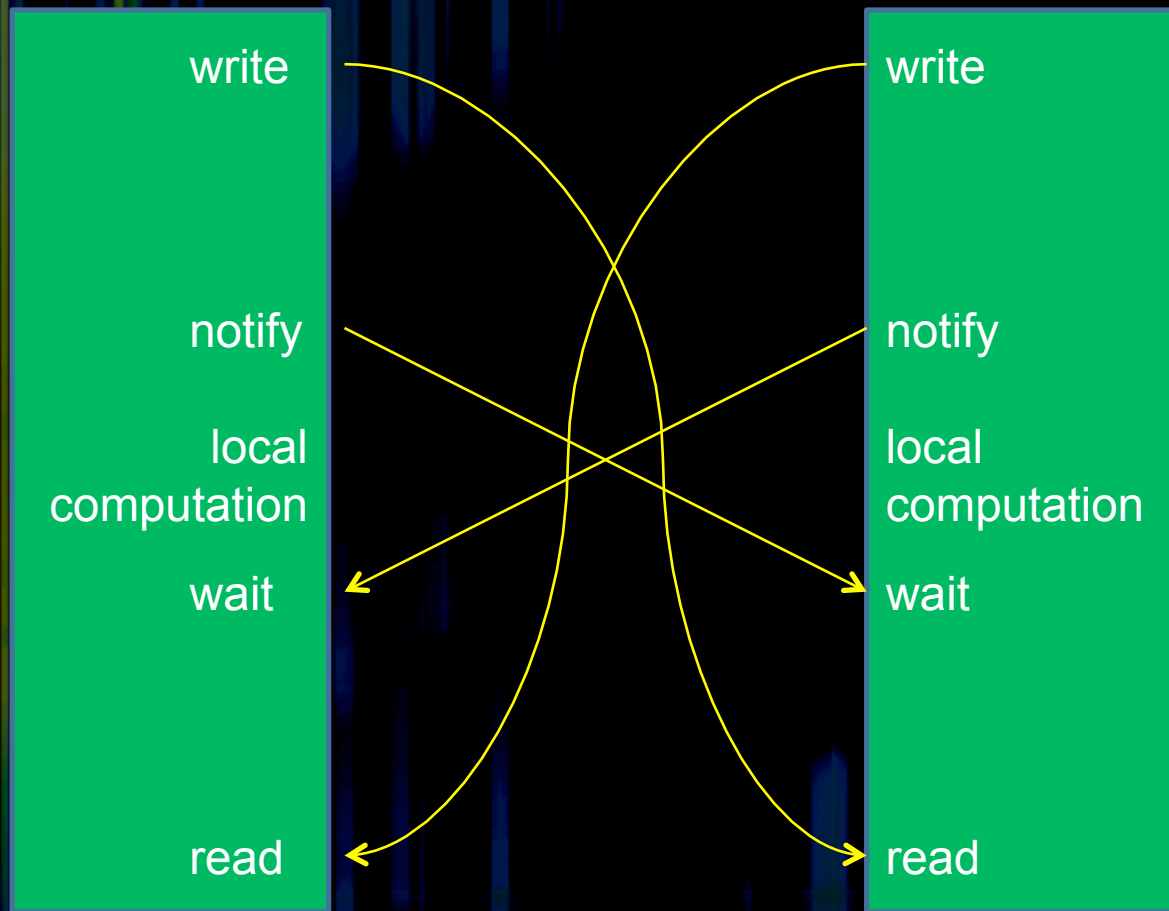 write
notify
local
computation
wait
read
write
notify
local
computation
wait
read